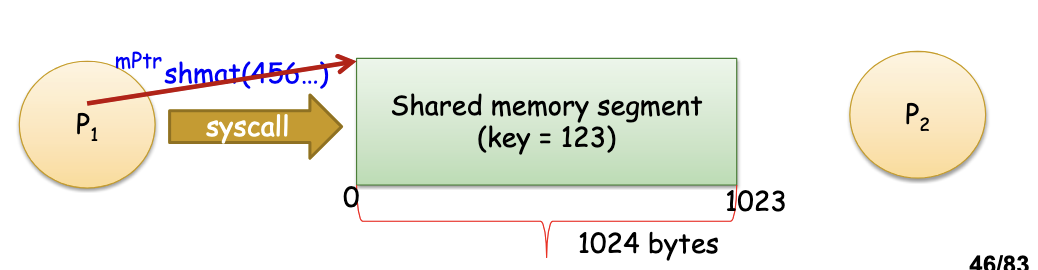 mPtr shmat(456…)
P1
syscall
Shared memory segment
(key = 123)
P2
0
1023
1024 bytes
46/83